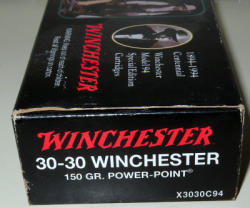 WINCHESTER
1894-1994
Centennial
Winchester
Model 94
Special Edition
Cartridges
WINCHESTER
30-30 WINCHESTER
150 GR. POWER-POINT®
X3030C94